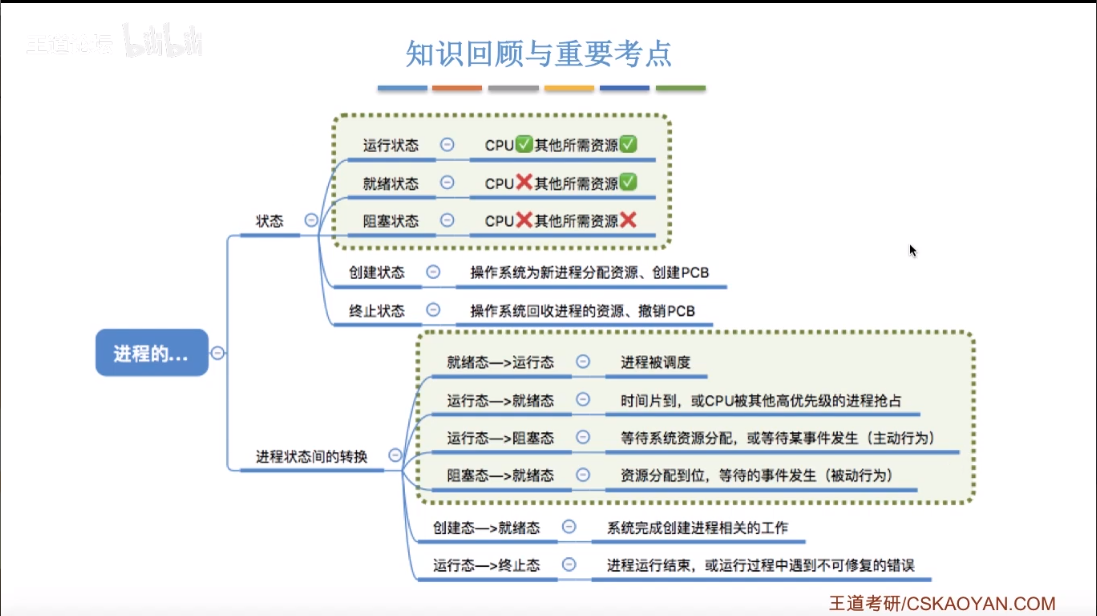 王道论坛 bilibili
知识回顾与重要考点
运行状态 CPU✅其他所需资源✅
就绪状态 CPU❌其他所需资源✅
阻塞状态 CPU❌其他所需资源❌
状态
创建状态 操作系统为新进程分配资源、创建PCB
终止状态 操作系统回收进程的资源、撤销PCB
进程的...
就绪态—>运行态 进程被调度
运行态—>就绪态 时间片到，或CPU被其他高优先级的进程抢占
运行态—>阻塞态 等待系统资源分配，或等待某事件发生（主动行为）
阻塞态—>就绪态 资源分配到位，等待的事件发生（被动行为）
进程状态间的转换
创建态—>就绪态 系统完成创建进程相关的工作
运行态—>终止态 进程运行结束，或运行过程中遇到不可修复的错误
王道考研/CSKAOYAN.COM